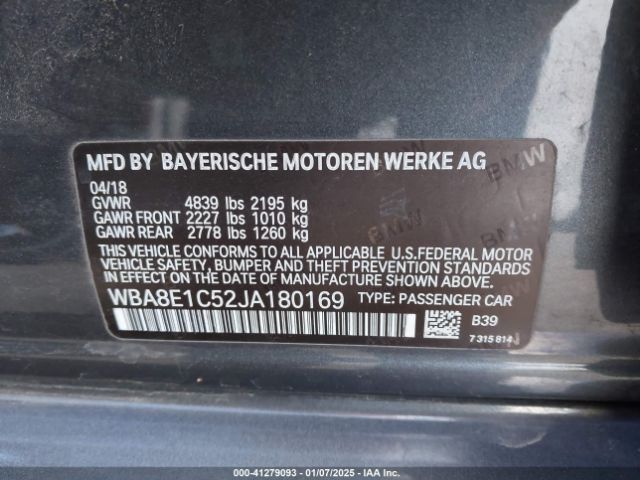 MFD BY BAYERISCHE MOTOREN WERKE AG
04/18
GVWR 4839 lbs 2195 kg
GAWR FRONT 2227 lbs 1010 kg
GAWR REAR 2778 lbs 1260 kg
THIS VEHICLE CONFORMS TO ALL APPLICABLE U.S.FEDERAL MOTOR
VEHICLE SAFETY, BUMPER AND THEFT PREVENTION STANDARDS
IN EFFECT ON THE DATE OF MANUFACTURE SHOWN ABOVE.
WBA8E1C52JA180169 TYPE: PASSENGER CAR
B39
7 315 814
BMW
BMW
BMW
000-41279093 - 01/07/2025 - IAA Inc.